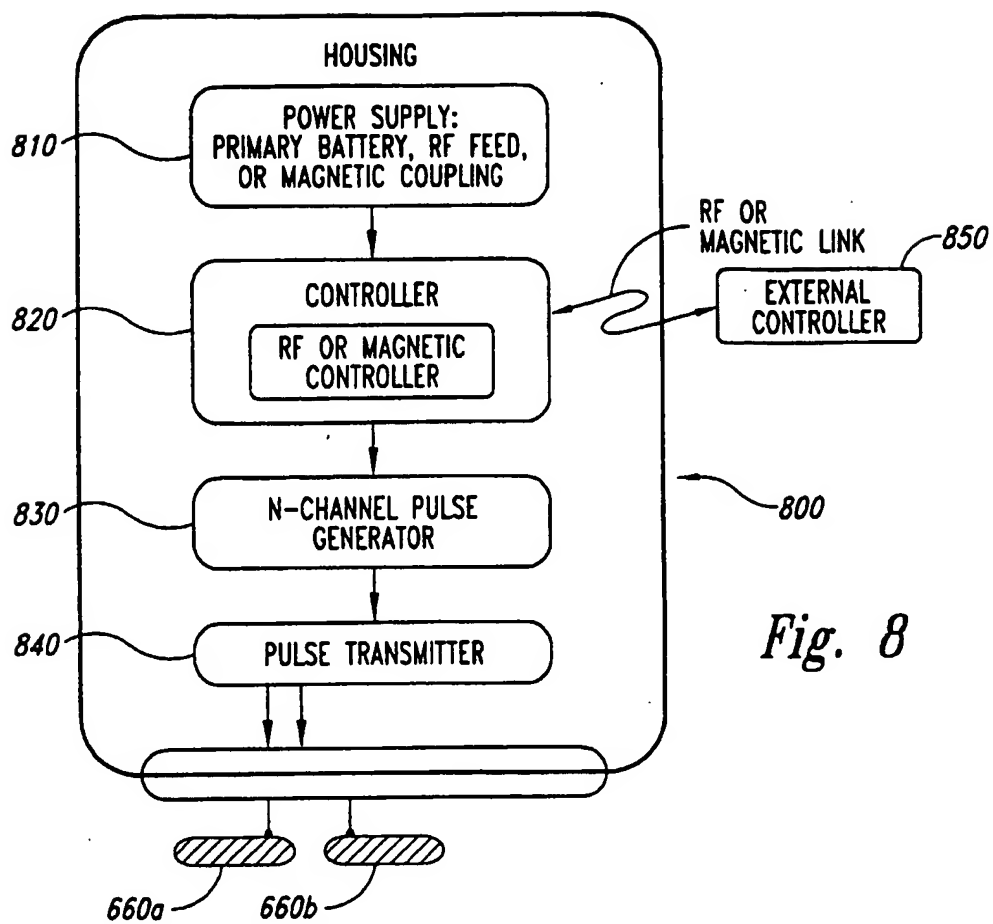 HOUSING
810
POWER SUPPLY:
PRIMARY BATTERY, RF FEED,
OR MAGNETIC COUPLING
RF OR
MAGNETIC LINK
850
EXTERNAL
CONTROLLER
820
CONTROLLER
RF OR MAGNETIC
CONTROLLER
830
N-CHANNEL PULSE
GENERATOR
800
840
PULSE TRANSMITTER
Fig. 8
660a
660b